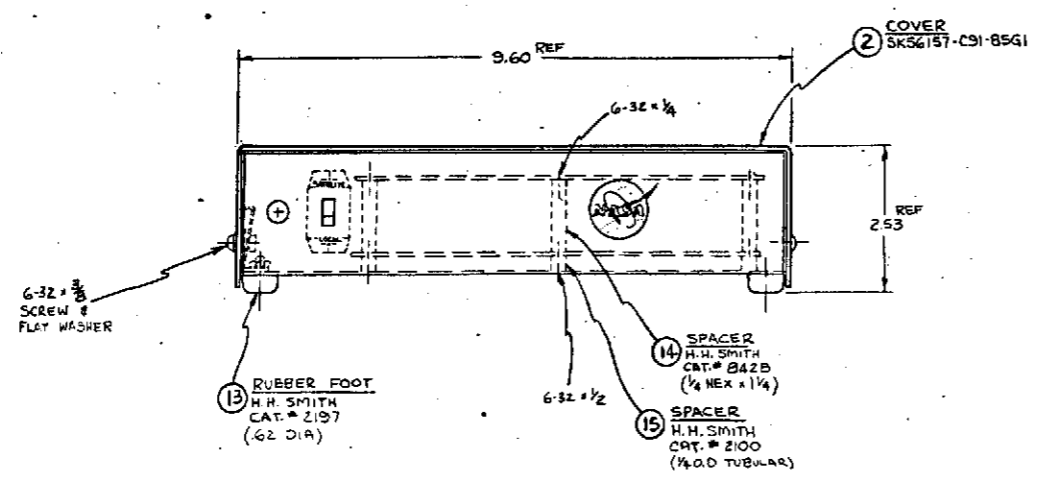 ② COVER
SK56157-C91-85G1
9.60 REF
6-32 x 1/4
NASA
2.53 REF
6-32 x 3/8
SCREW &
FLAT WASHER
⑬ RUBBER FOOT
H.H. SMITH
CAT. # 2197
(.62 DIA)
6-32 x 1/2
⑭ SPACER
H.H. SMITH
CAT. # 8428
(1/4 HEX x 1 1/4)
⑮ SPACER
H.H. SMITH
CAT. # 2100
(1/4 O.D TUBULAR)